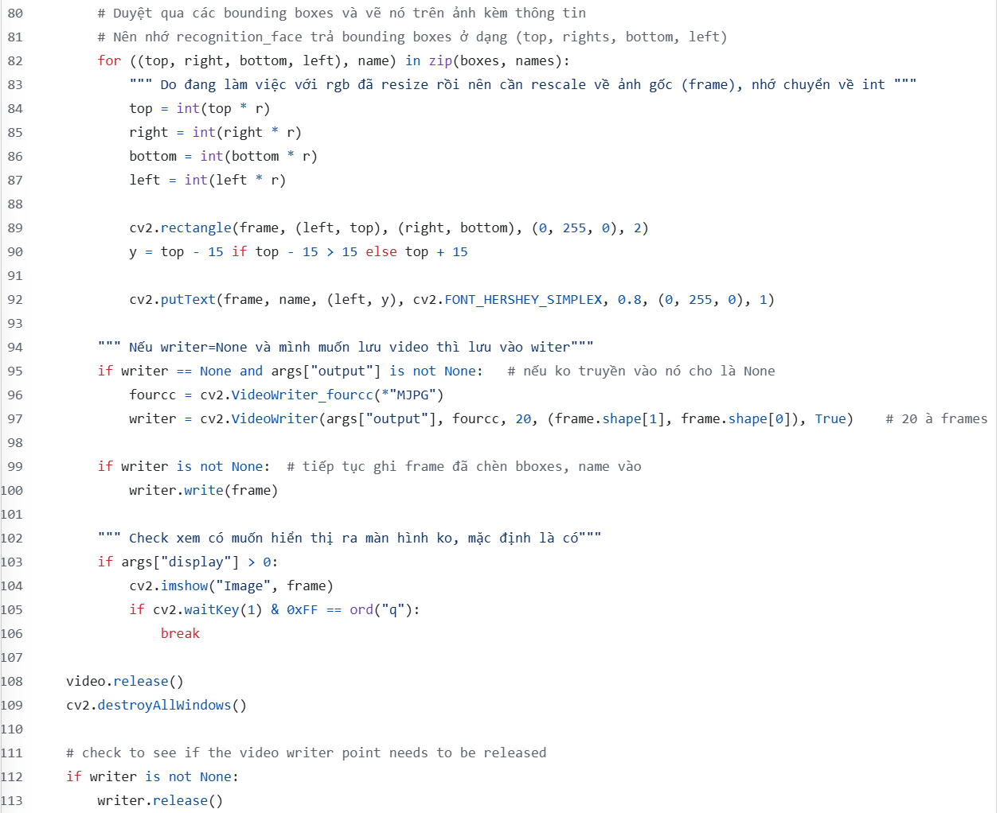 80 # Duyệt qua các bounding boxes và vẽ nó trên ảnh kèm thông tin
81 # Nên nhớ recognition_face trả bounding boxes ở dạng (top, rights, bottom, left)
82 for ((top, right, bottom, left), name) in zip(boxes, names):
83 """ Do đang làm việc với rgb đã resize rồi nên cần rescale về ảnh gốc (frame), nhớ chuyển về int """
84 top = int(top * r)
85 right = int(right * r)
86 bottom = int(bottom * r)
87 left = int(left * r)
88
89 cv2.rectangle(frame, (left, top), (right, bottom), (0, 255, 0), 2)
90 y = top - 15 if top - 15 > 15 else top + 15
91
92 cv2.putText(frame, name, (left, y), cv2.FONT_HERSHEY_SIMPLEX, 0.8, (0, 255, 0), 1)
93
94 """ Nếu writer=None và mình muốn lưu video thì lưu vào witer"""
95 if writer == None and args["output"] is not None: # nếu ko truyền vào nó cho là None
96 fourcc = cv2.VideoWriter_fourcc(*"MJPG")
97 writer = cv2.VideoWriter(args["output"], fourcc, 20, (frame.shape[1], frame.shape[0]), True) # 20 à frames
98
99 if writer is not None: # tiếp tục ghi frame đã chèn bboxes, name vào
100 writer.write(frame)
101
102 """ Check xem có muốn hiển thị ra màn hình ko, mặc định là có"""
103 if args["display"] > 0:
104 cv2.imshow("Image", frame)
105 if cv2.waitKey(1) & 0xFF == ord("q"):
106 break
107
108 video.release()
109 cv2.destroyAllWindows()
110
111 # check to see if the video writer point needs to be released
112 if writer is not None:
113 writer.release()